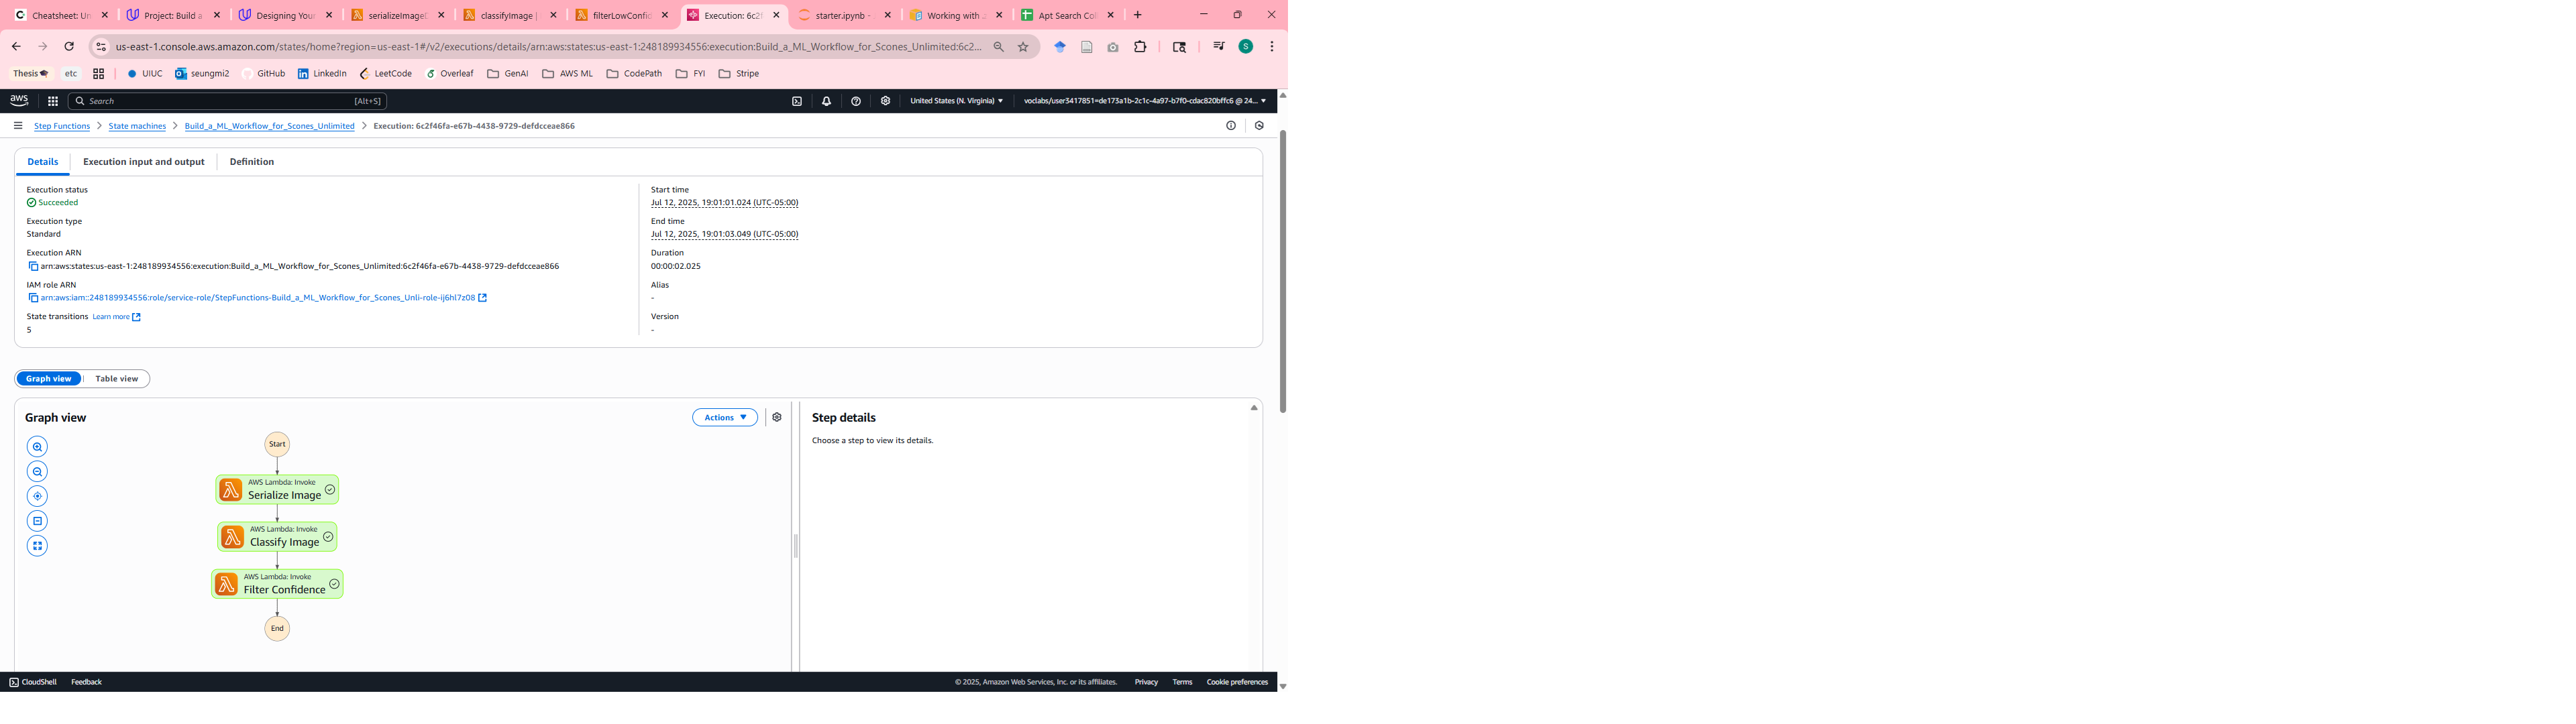 Cheatsheet: Un
Project: Build a
Designing Your
serializeImageD
classifyImage |
filterLowConfid
Execution: 6c2f
starter.ipynb -
Working with .
Apt Search Col
us-east-1.console.aws.amazon.com/states/home?region=us-east-1#/v2/executions/details/arn:aws:states:us-east-1:248189934556:execution:Build_a_ML_Workflow_for_Scones_Unlimited:6c2...
S
Thesis
etc
UIUC
seungmi2
GitHub
LinkedIn
LeetCode
Overleaf
GenAI
AWS ML
CodePath
FYI
Stripe
aws
Search
[Alt+S]
United States (N. Virginia)
voclabs/user3417851=de173a1b-2c1c-4a97-b7f0-cdac820bffc6 @ 24...
Step Functions
State machines
Build_a_ML_Workflow_for_Scones_Unlimited
Execution: 6c2f46fa-e67b-4438-9729-defdcceae866
Details
Execution input and output
Definition
Execution status
Succeeded
Execution type
Standard
Execution ARN
arn:aws:states:us-east-1:248189934556:execution:Build_a_ML_Workflow_for_Scones_Unlimited:6c2f46fa-e67b-4438-9729-defdcceae866
IAM role ARN
arn:aws:iam::248189934556:role/service-role/StepFunctions-Build_a_ML_Workflow_for_Scones_Unli-role-ij6hl7z08
State transitions Learn more
5
Start time
Jul 12, 2025, 19:01:01.024 (UTC-05:00)
End time
Jul 12, 2025, 19:01:03.049 (UTC-05:00)
Duration
00:00:02.025
Alias
-
Version
-
Graph view
Table view
Graph view
Actions
Start
AWS Lambda: Invoke
Serialize Image
AWS Lambda: Invoke
Classify Image
AWS Lambda: Invoke
Filter Confidence
End
Step details
Choose a step to view its details.
CloudShell
Feedback
© 2025, Amazon Web Services, Inc. or its affiliates.
Privacy
Terms
Cookie preferences